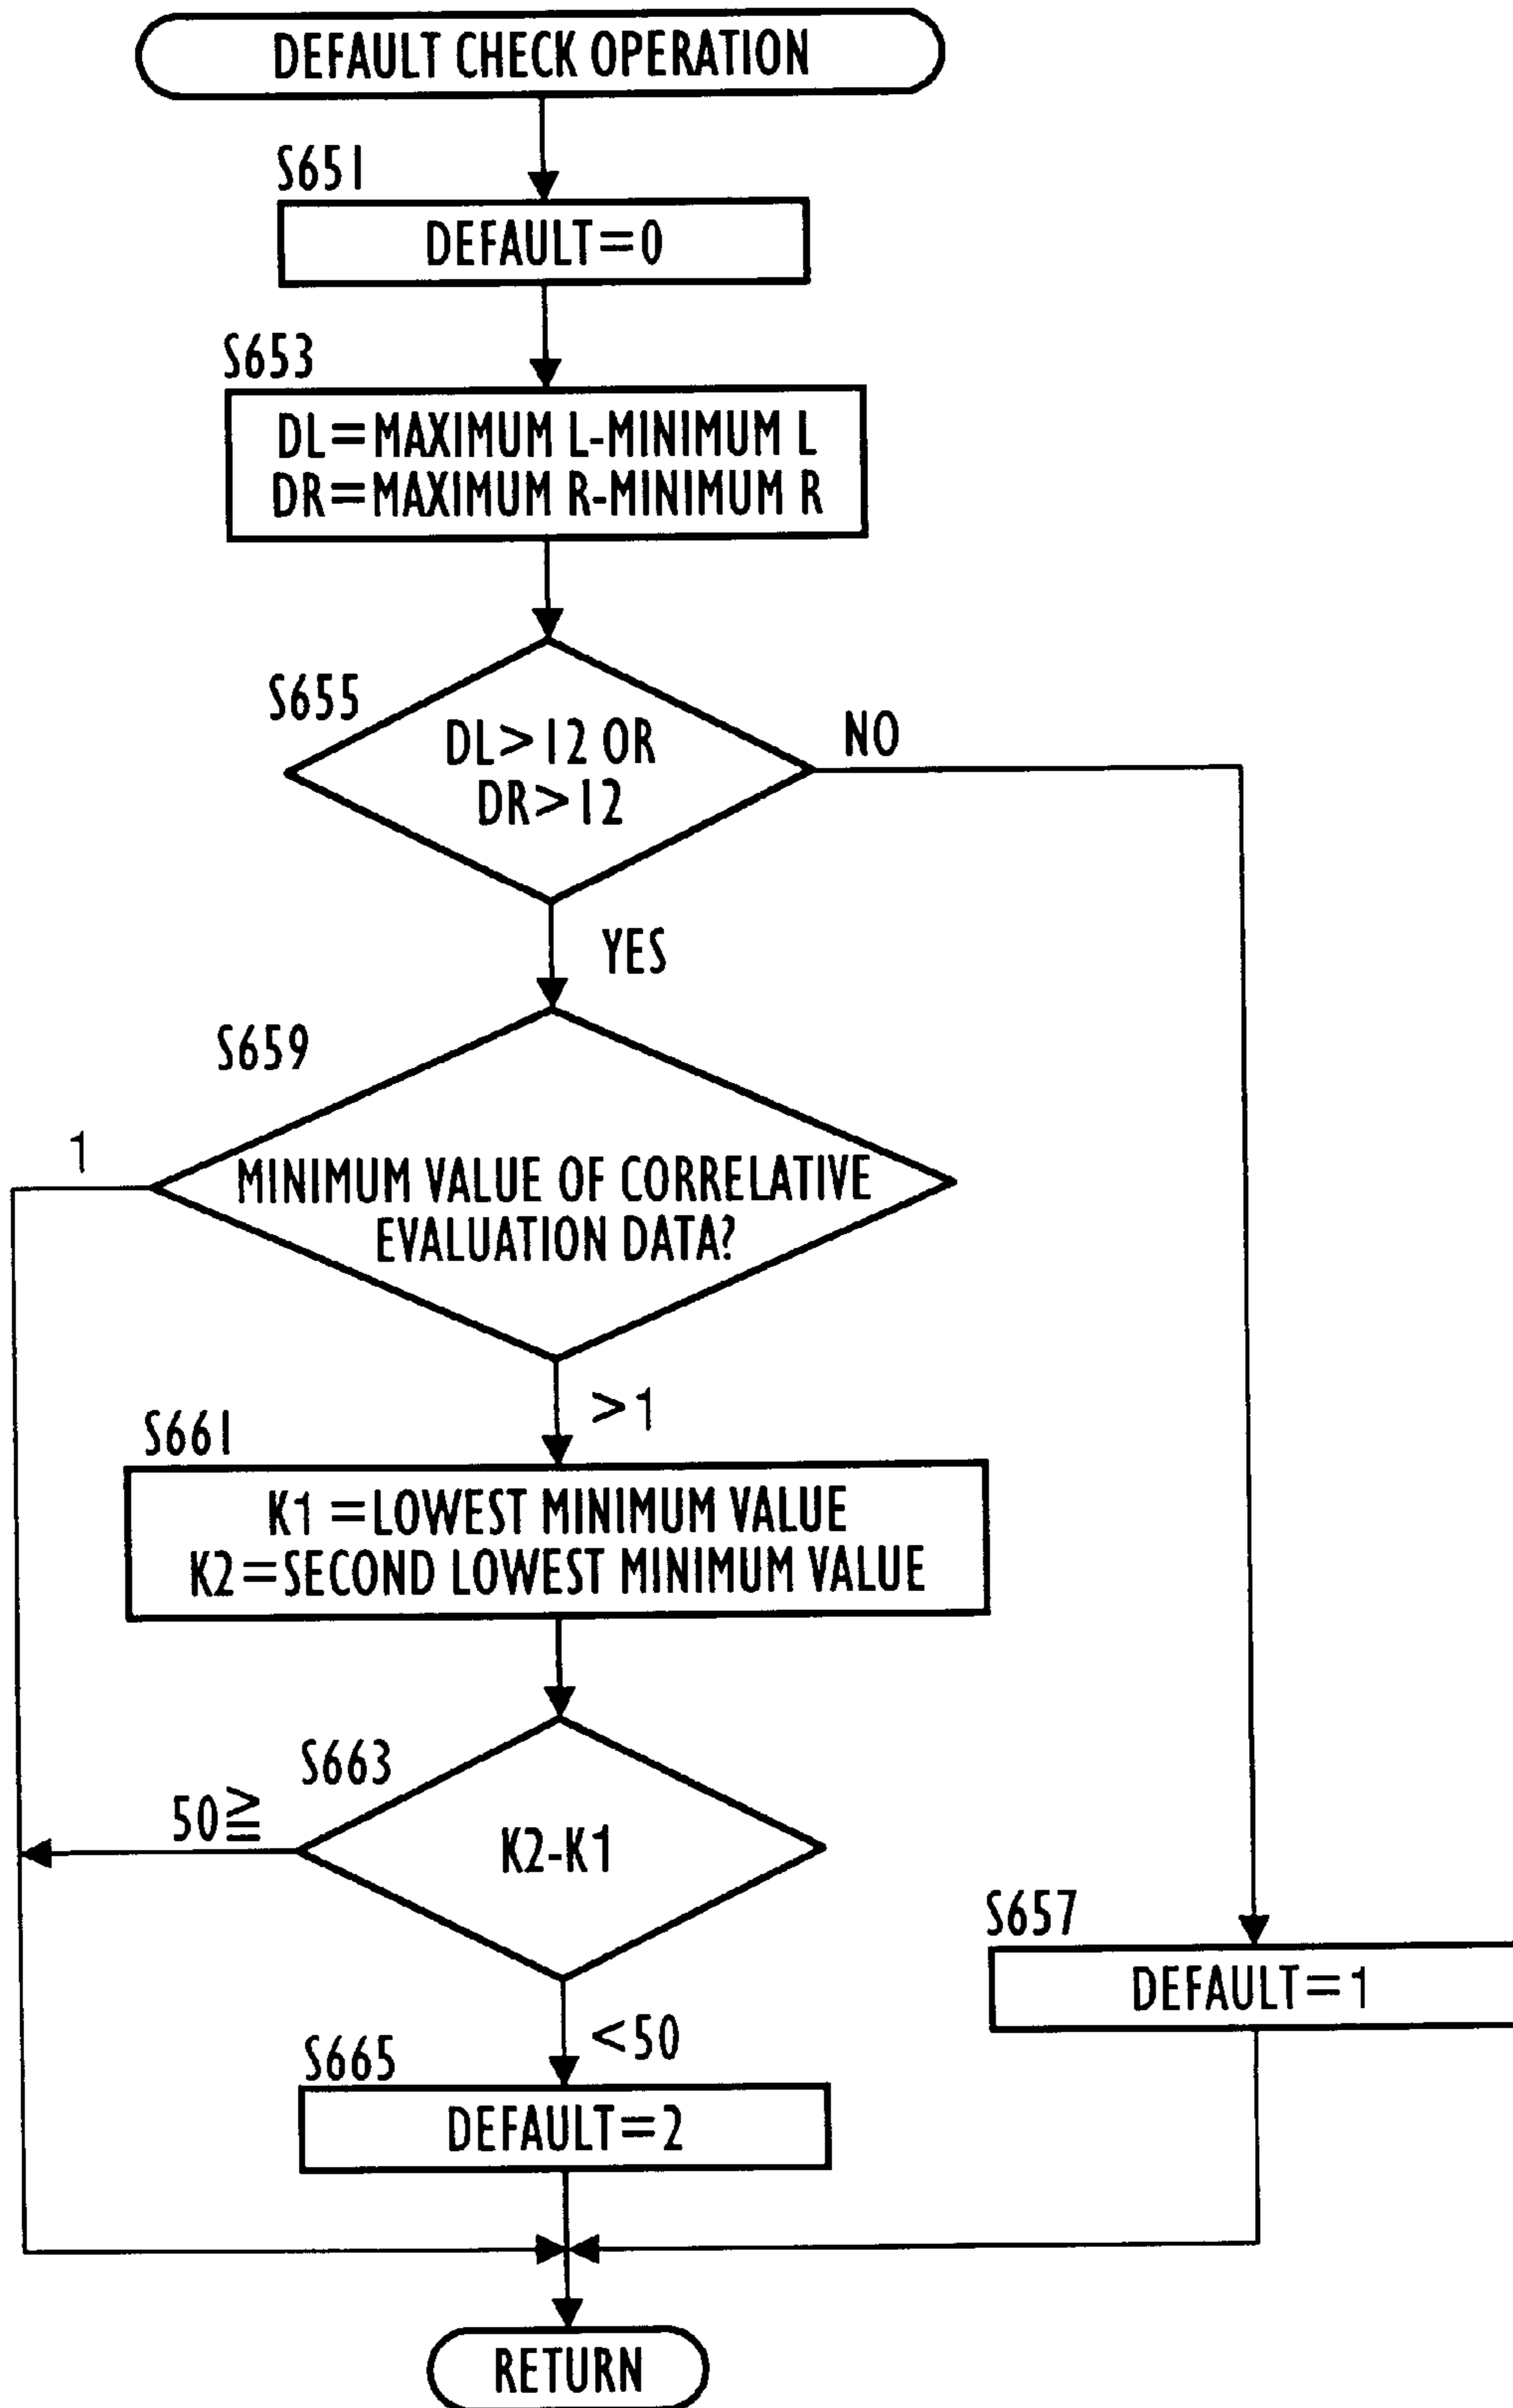 DEFAULT CHECK OPERATION
S651
DEFAULT=0
S653
DL=MAXIMUM L-MINIMUM L
DR=MAXIMUM R-MINIMUM R
S655
DL>12 OR
DR>12
NO
YES
S659
1
MINIMUM VALUE OF CORRELATIVE
EVALUATION DATA?
>1
S661
K1=LOWEST MINIMUM VALUE
K2=SECOND LOWEST MINIMUM VALUE
S663
50≧
K2-K1
S657
DEFAULT=1
<50
S665
DEFAULT=2
RETURN